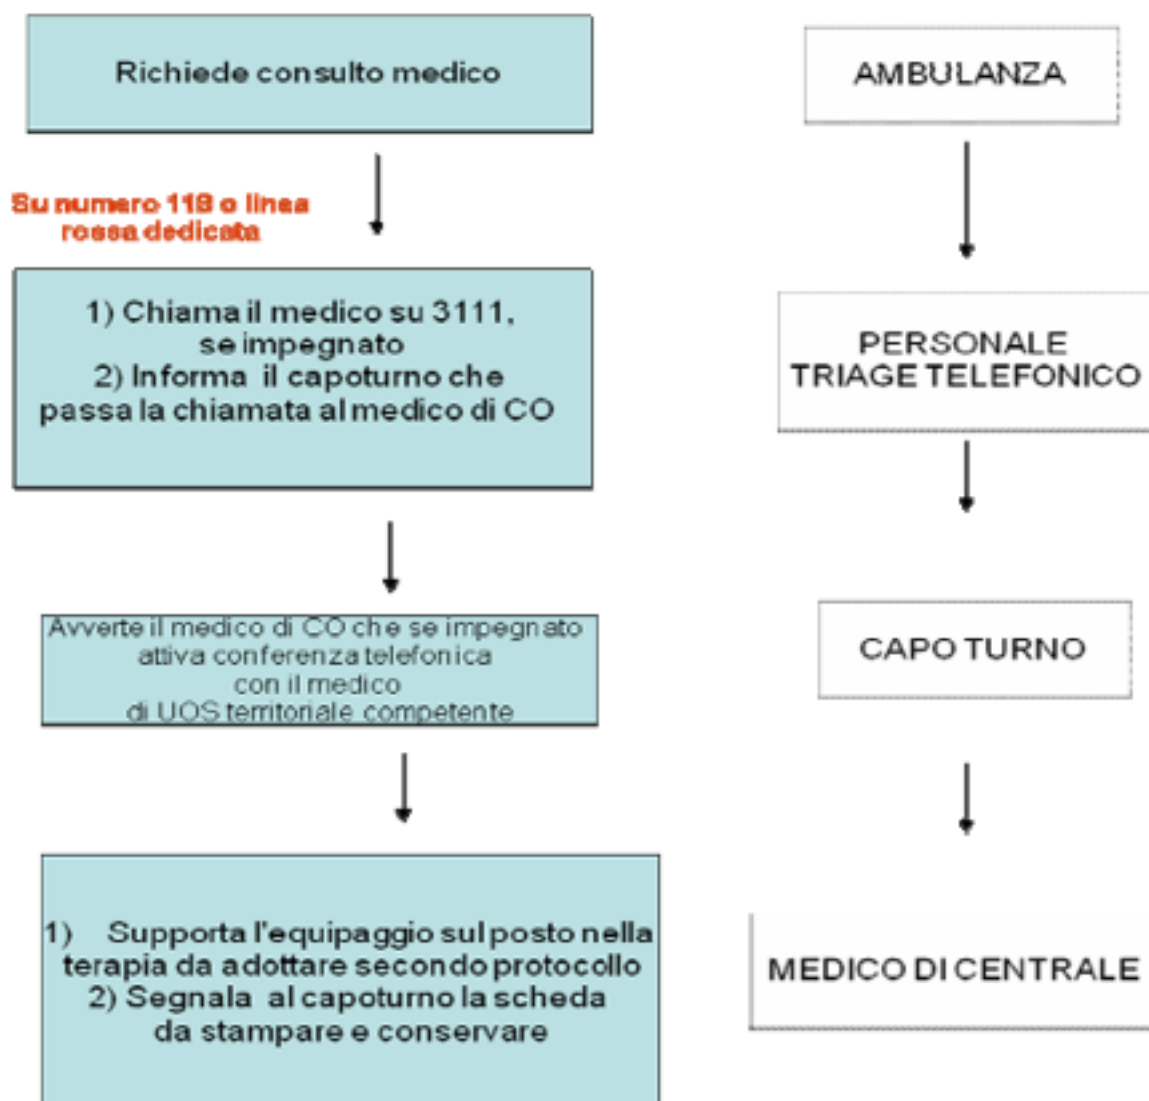 Richiede consulto medico
AMBULANZA
Su numero 118 o linea
rossa dedicata
1) Chiama il medico su 3111,
se impegnato
2) Informa il capoturno che
passa la chiamata al medico di CO
PERSONALE
TRIAGE TELEFONICO
Avverte il medico di CO che se impegnato
attiva conferenza telefonica
con il medico
di UOS territoriale competente
CAPO TURNO
1) Supporta l'equipaggio sul posto nella
terapia da adottare secondo protocollo
2) Segnala al capoturno la scheda
da stampare e conservare
MEDICO DI CENTRALE